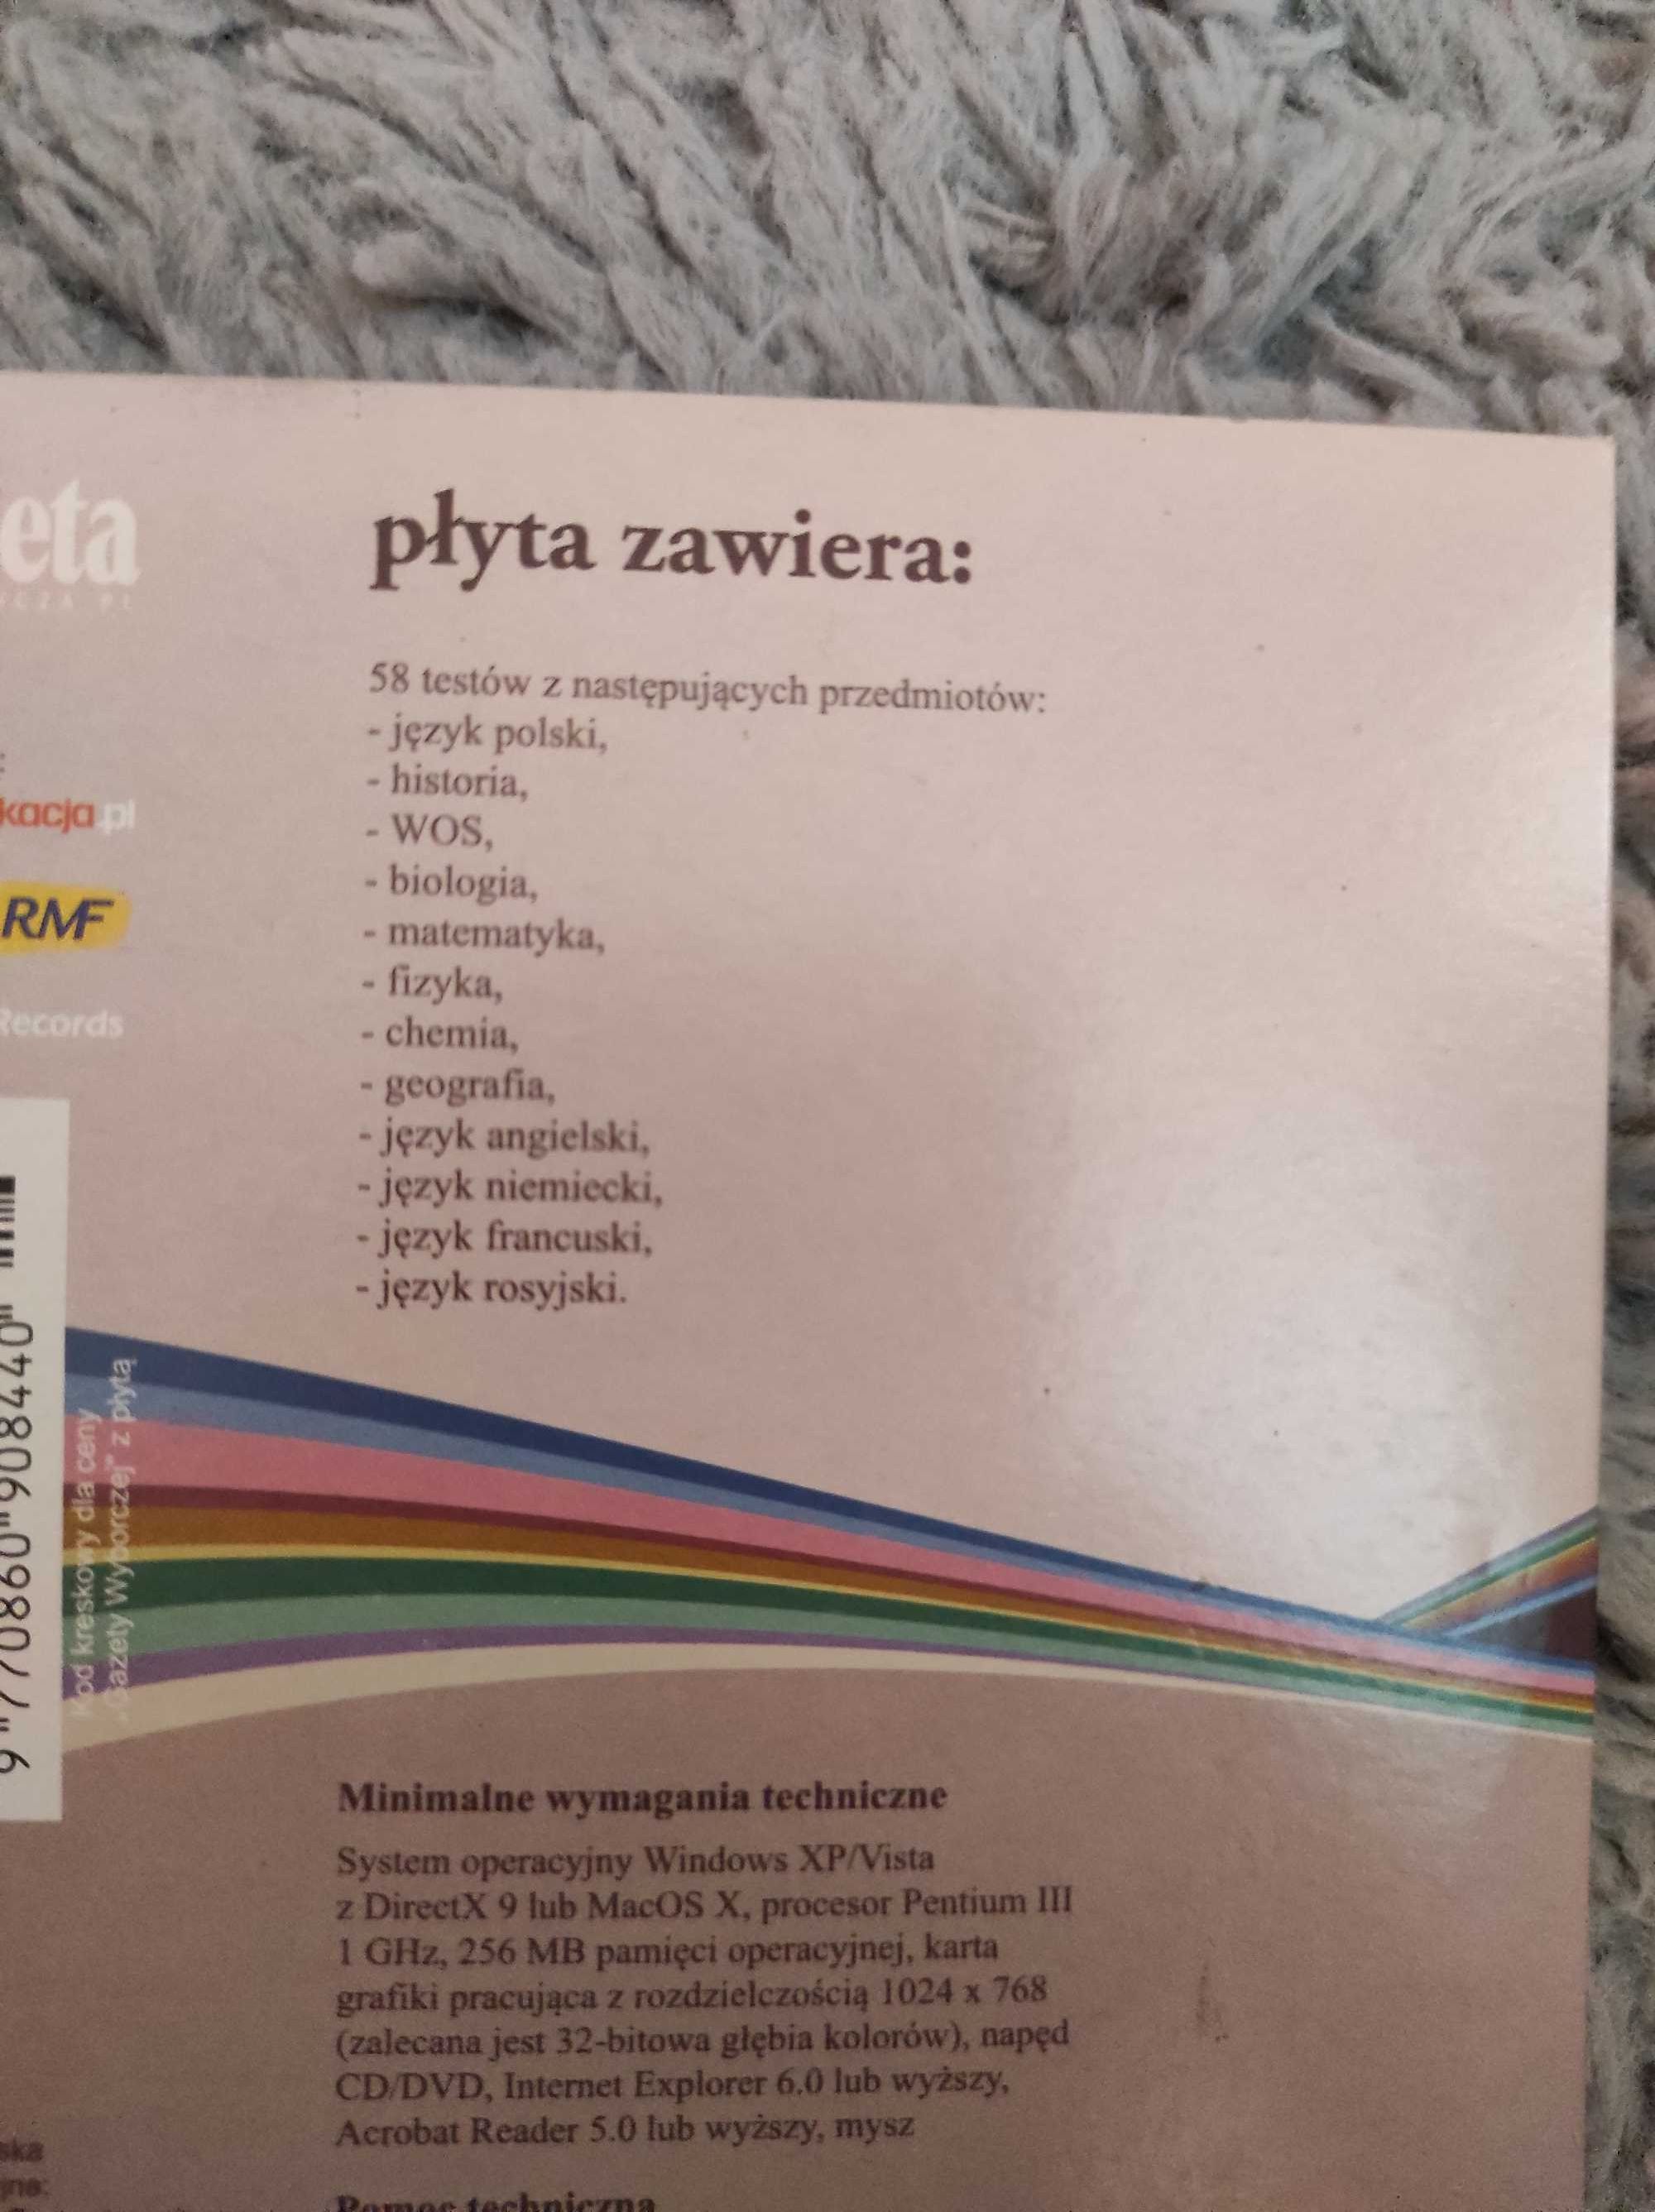 eta
płyta zawiera:
58 testów z następujących przedmiotów:
- język polski,
- historia,
- WOS,
- biologia,
- matematyka,
- fizyka,
- chemia,
- geografia,
- język angielski,
- język niemiecki,
- język francuski,
- język rosyjski.
kacja.pl
RMF
Records
9 770860 908440
Kod kreskowy dla ceny
„Gazety Wyborczej" z płytą
Minimalne wymagania techniczne
System operacyjny Windows XP/Vista
z DirectX 9 lub MacOS X, procesor Pentium III
1 GHz, 256 MB pamięci operacyjnej, karta
grafiki pracująca z rozdzielczością 1024 x 768
(zalecana jest 32-bitowa głębia kolorów), napęd
CD/DVD, Internet Explorer 6.0 lub wyższy,
Acrobat Reader 5.0 lub wyższy, mysz
Pomoc techniczna
ska